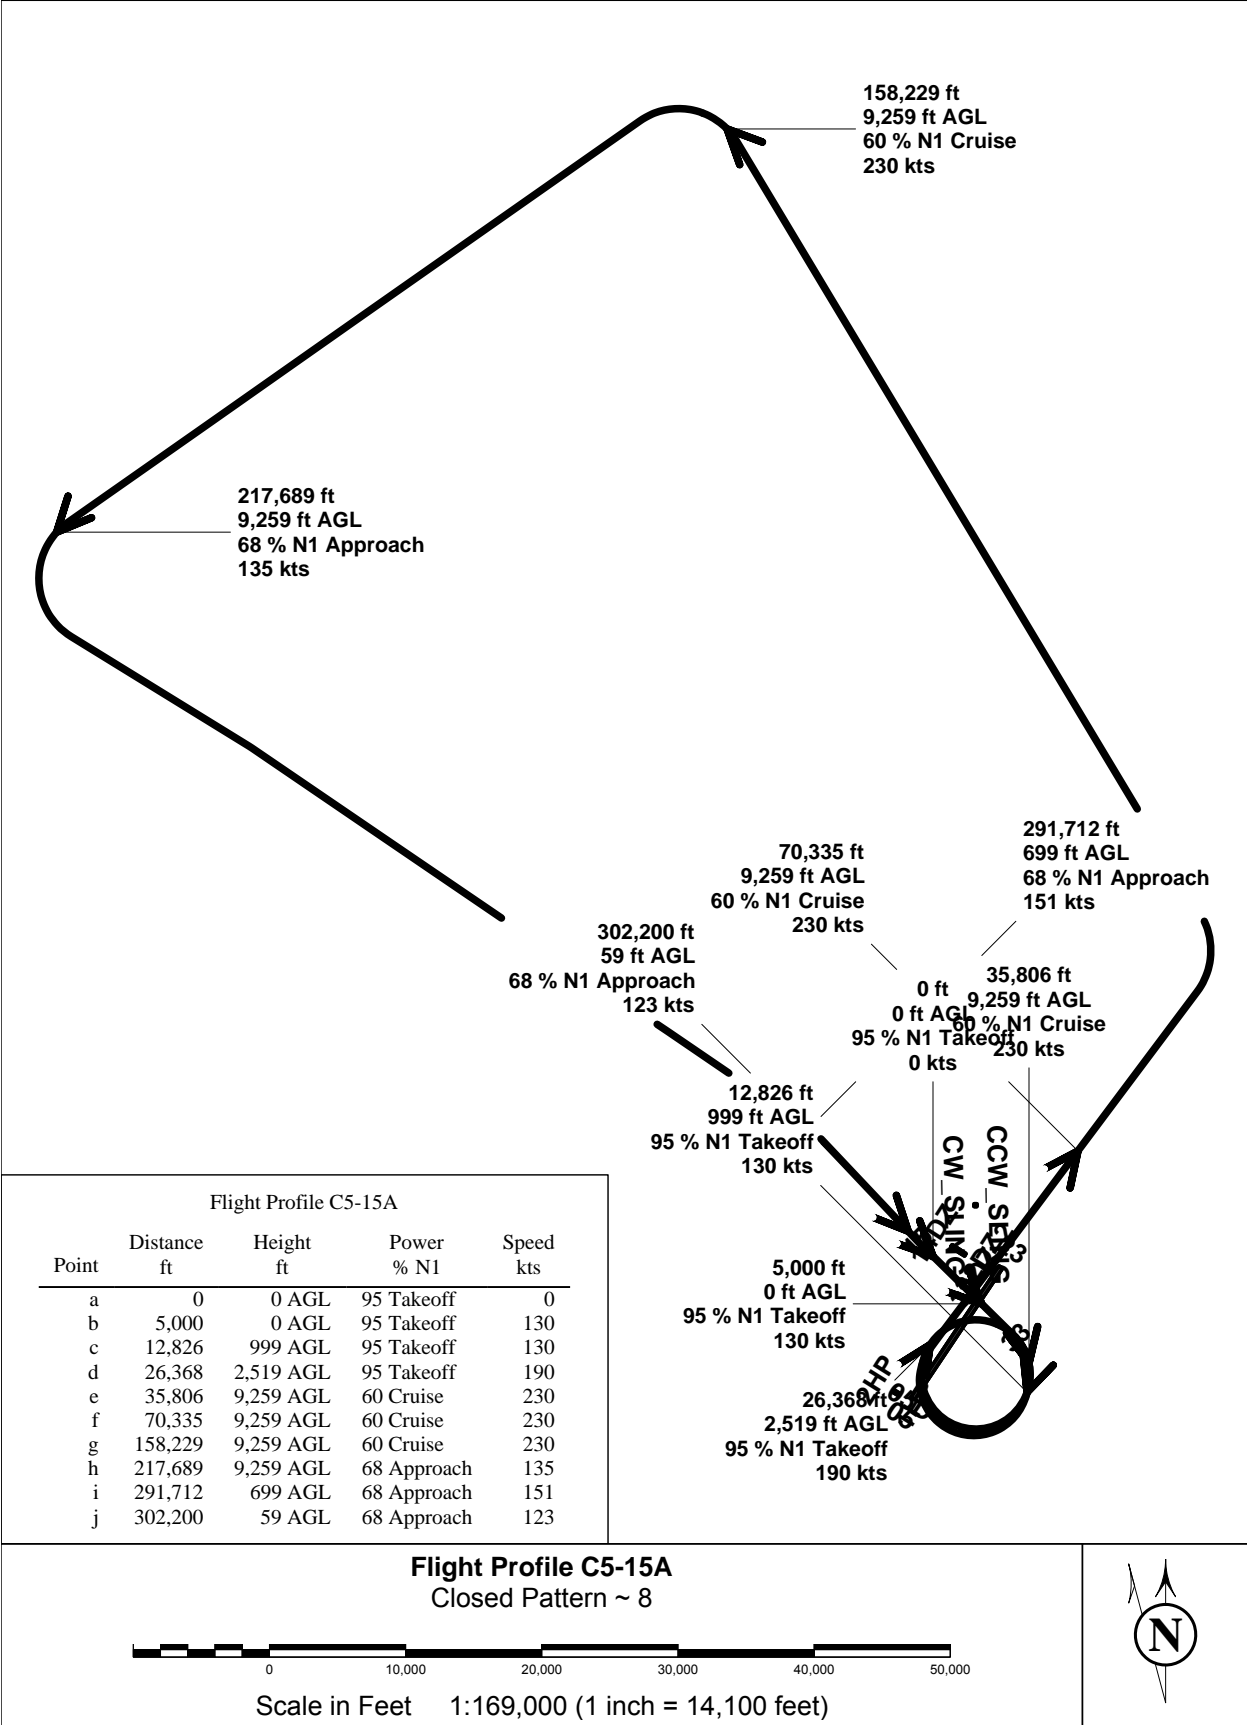 158,229 ft
9,259 ft AGL
60 % N1 Cruise
230 kts
217,689 ft
9,259 ft AGL
68 % N1 Approach
135 kts
291,712 ft
699 ft AGL
68 % N1 Approach
151 kts
70,335 ft
9,259 ft AGL
60 % N1 Cruise
230 kts
302,200 ft
59 ft AGL
68 % N1 Approach
123 kts
35,806 ft
9,259 ft AGL
60 % N1 Cruise
230 kts
0 ft
0 ft AGL
95 % N1 Takeoff
0 kts
12,826 ft
999 ft AGL
95 % N1 Takeoff
130 kts
5,000 ft
0 ft AGL
95 % N1 Takeoff
130 kts
26,368 ft
2,519 ft AGL
95 % N1 Takeoff
190 kts
23
Flight Profile C5-15A
Point Distance ft Height ft Power % N1 Speed kts
a 0 0 AGL 95 Takeoff 0
b 5,000 0 AGL 95 Takeoff 130
c 12,826 999 AGL 95 Takeoff 130
d 26,368 2,519 AGL 95 Takeoff 190
e 35,806 9,259 AGL 60 Cruise 230
f 70,335 9,259 AGL 60 Cruise 230
g 158,229 9,259 AGL 60 Cruise 230
h 217,689 9,259 AGL 68 Approach 135
i 291,712 699 AGL 68 Approach 151
j 302,200 59 AGL 68 Approach 123
Flight Profile C5-15A
Closed Pattern ~ 8
0 10,000 20,000 30,000 40,000 50,000
Scale in Feet 1:169,000 (1 inch = 14,100 feet)
N